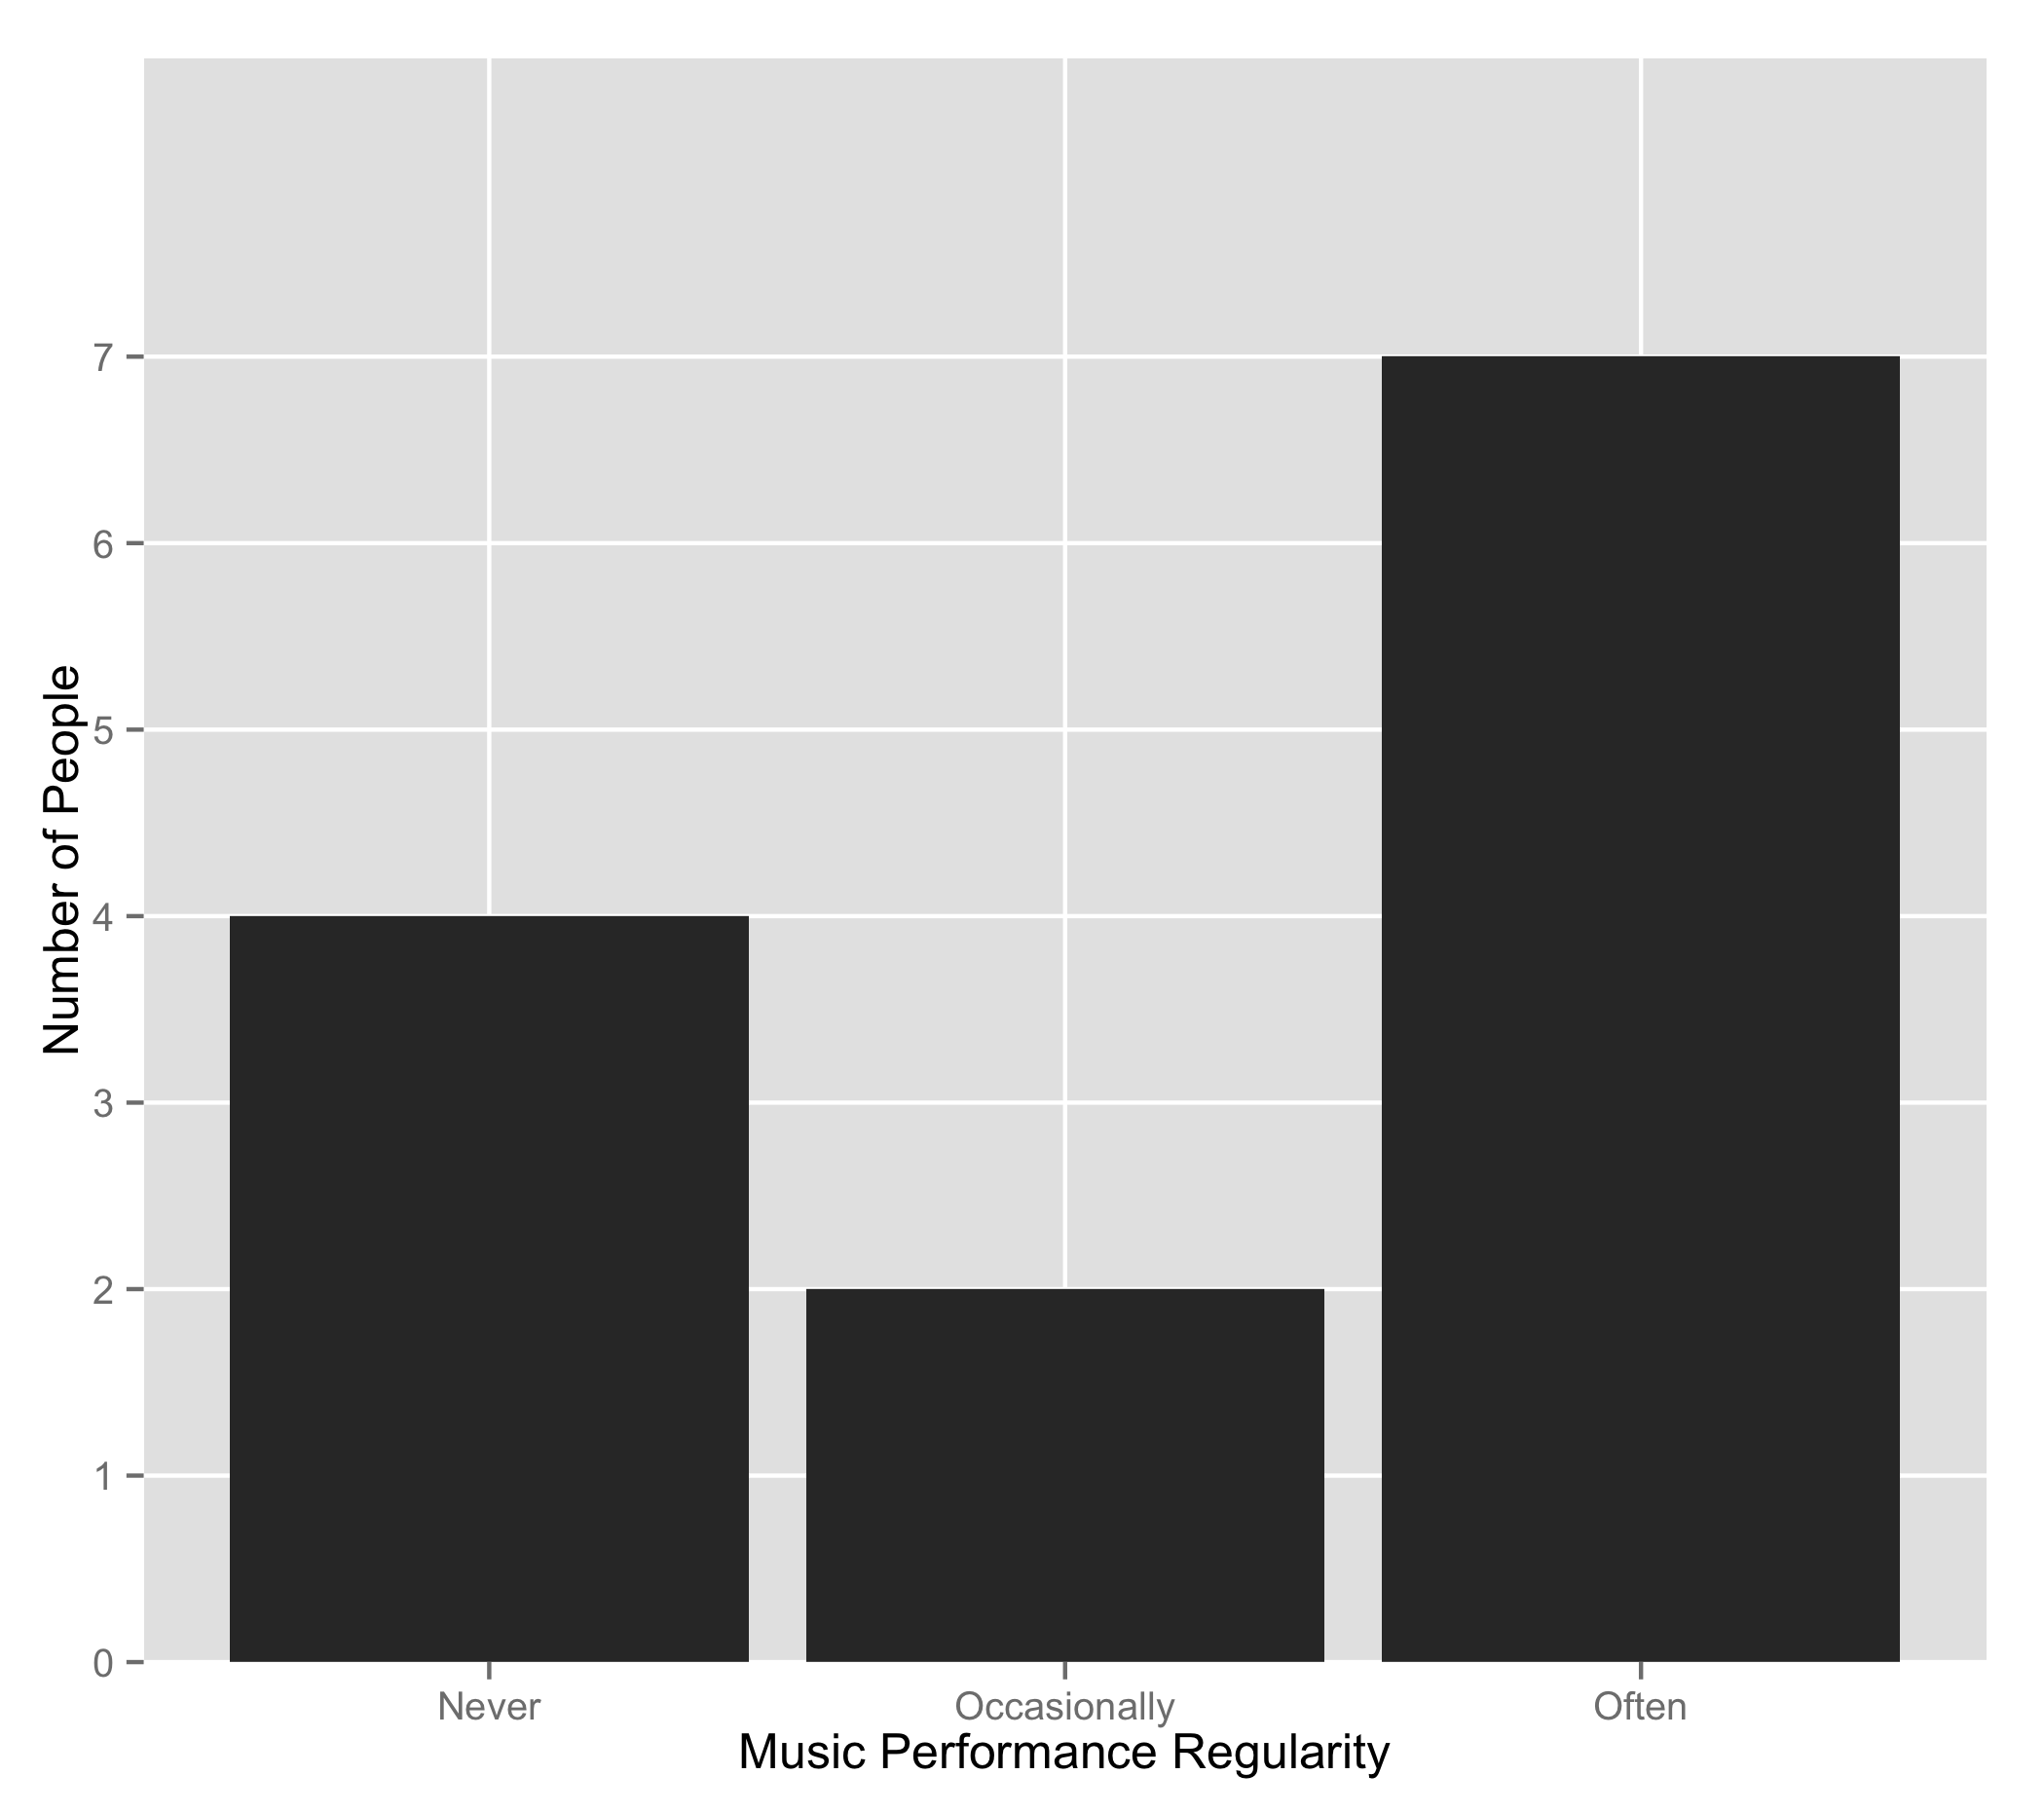 Number of People
7
6
5
4
3
2
1
0
Never Occasionally Often
Music Performance Regularity